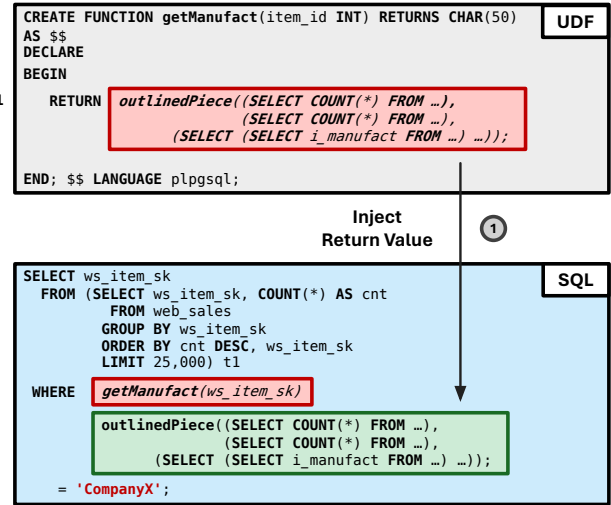 CREATE FUNCTION getManufact(item_id INT) RETURNS CHAR(50)
UDF
AS $$
DECLARE
BEGIN
1
RETURN outlinedPiece((SELECT COUNT(*) FROM …),
(SELECT COUNT(*) FROM …),
(SELECT (SELECT i_manufact FROM …) …));
END; $$ LANGUAGE plpgsql;
Inject
Return Value
1
SELECT ws_item_sk
SQL
FROM (SELECT ws_item_sk, COUNT(*) AS cnt
FROM web_sales
GROUP BY ws_item_sk
ORDER BY cnt DESC, ws_item_sk
LIMIT 25,000) t1
WHERE getManufact(ws_item_sk)
outlinedPiece((SELECT COUNT(*) FROM …),
(SELECT COUNT(*) FROM …),
(SELECT (SELECT i_manufact FROM …) …));
= 'CompanyX';